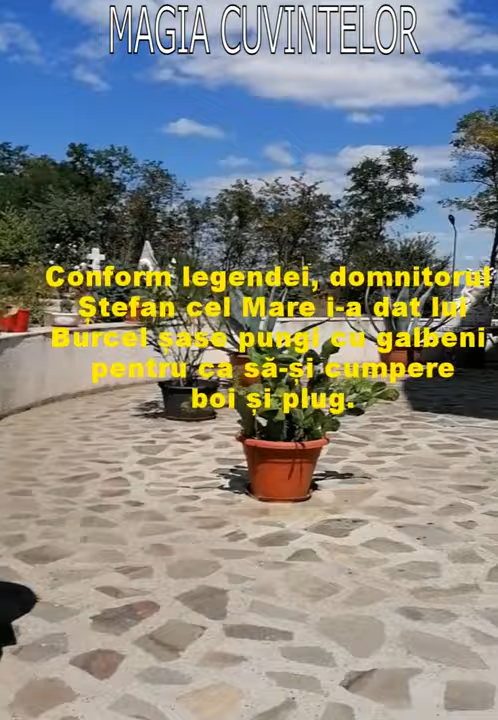 MAGIA CUVINTELOR
Conform legendei, domnitorul
Ștefan cel Mare i-a dat lui
Burcel șase pungi cu galbeni
pentru ca să-și cumpere
boi și plug.